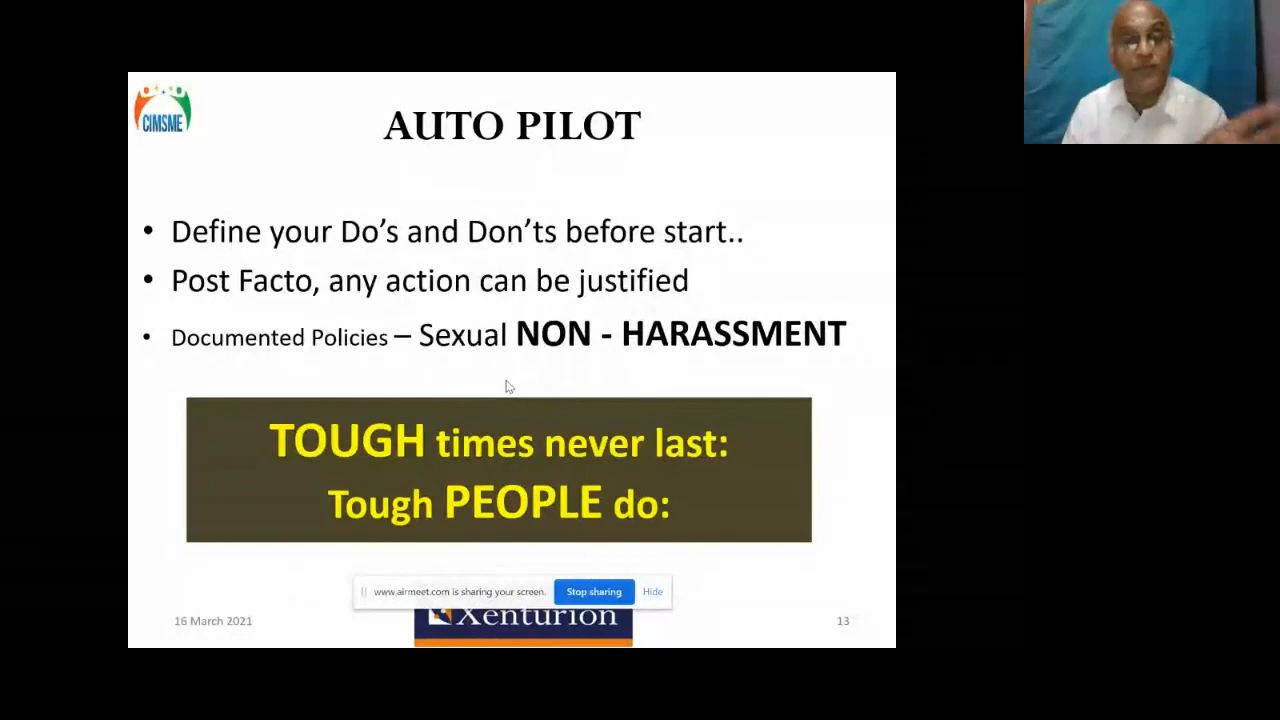 CIMSME
AUTO PILOT
• Define your Do’s and Don’ts before start..
• Post Facto, any action can be justified
• Documented Policies – Sexual NON - HARASSMENT
TOUGH times never last:
Tough PEOPLE do:
www.airmeet.com is sharing your screen.
Stop sharing
Hide
16 March 2021
Xenturion
13